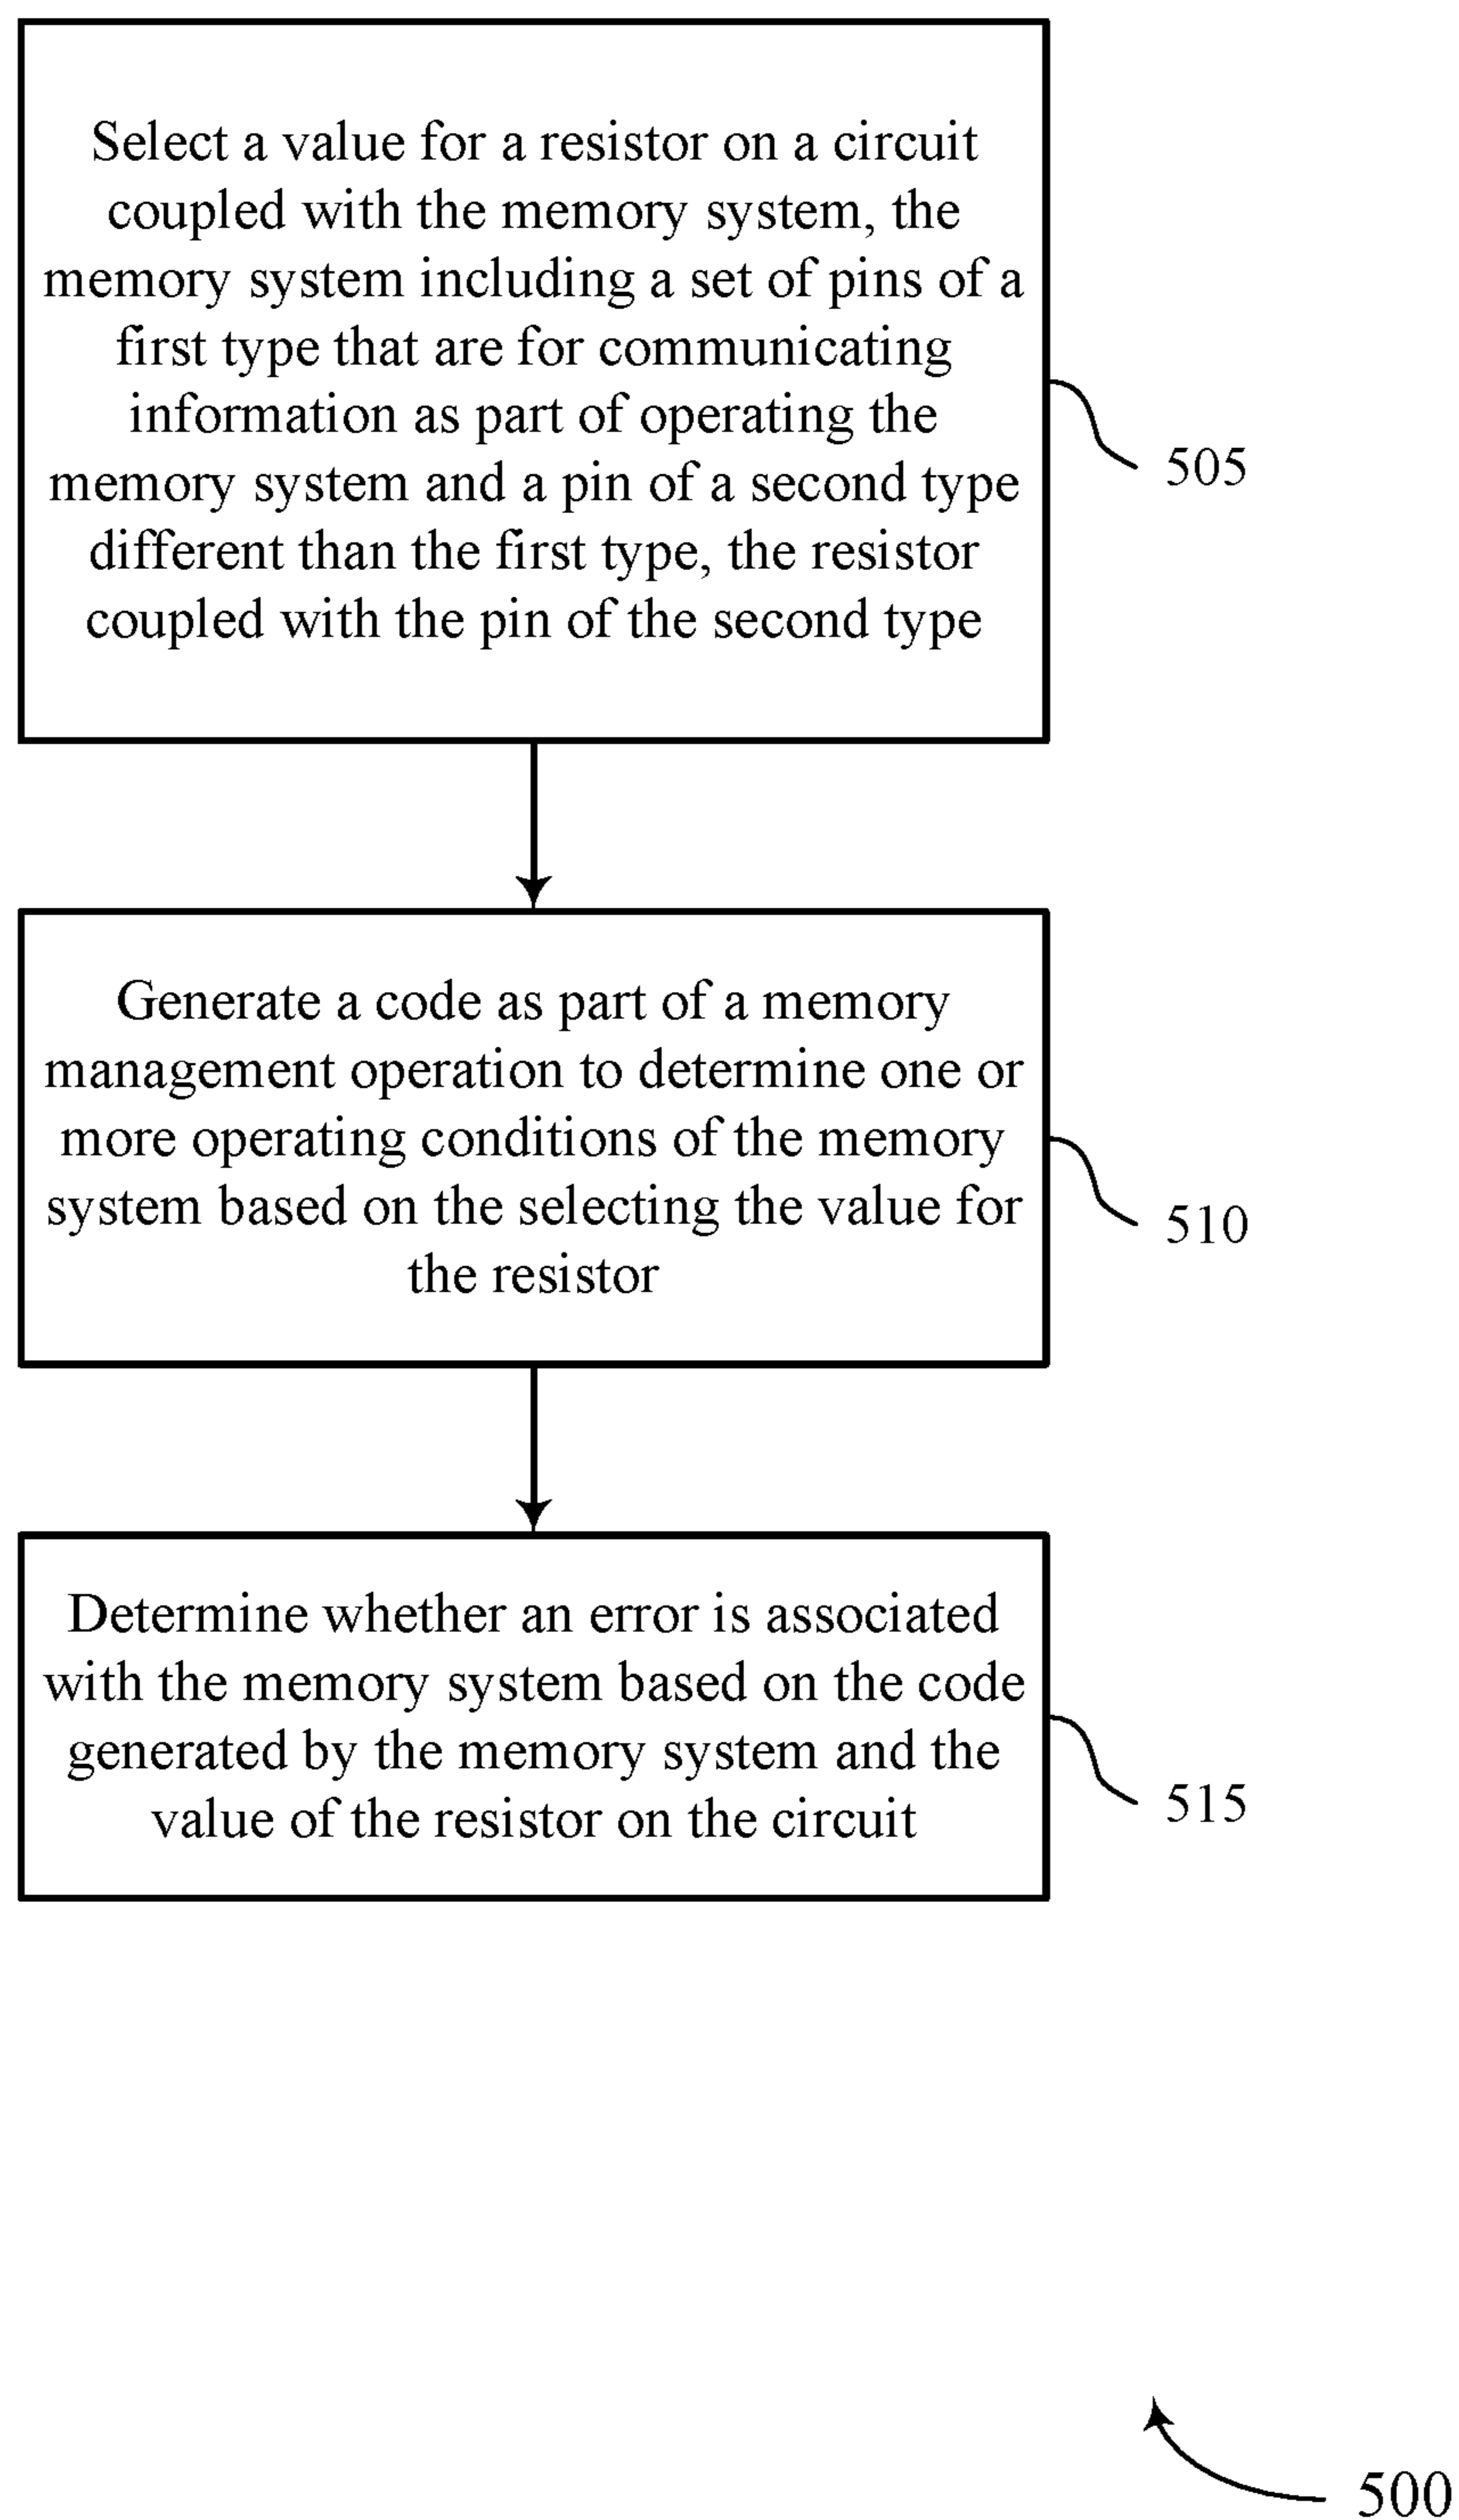 Select a value for a resistor on a circuit
coupled with the memory system, the
memory system including a set of pins of a
first type that are for communicating
information as part of operating the
memory system and a pin of a second type
different than the first type, the resistor
coupled with the pin of the second type
505
Generate a code as part of a memory
management operation to determine one or
more operating conditions of the memory
system based on the selecting the value for
the resistor
510
Determine whether an error is associated
with the memory system based on the code
generated by the memory system and the
value of the resistor on the circuit
515
500